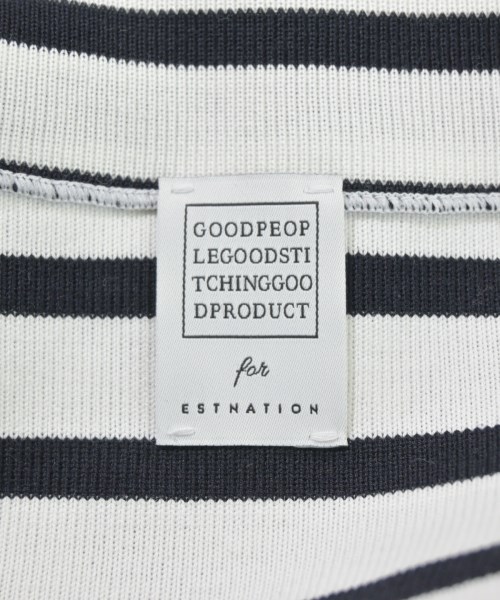 GOODPEOP
LEGOODSTI
TCHINGGOO
DPRODUCT
for
ESTNATION